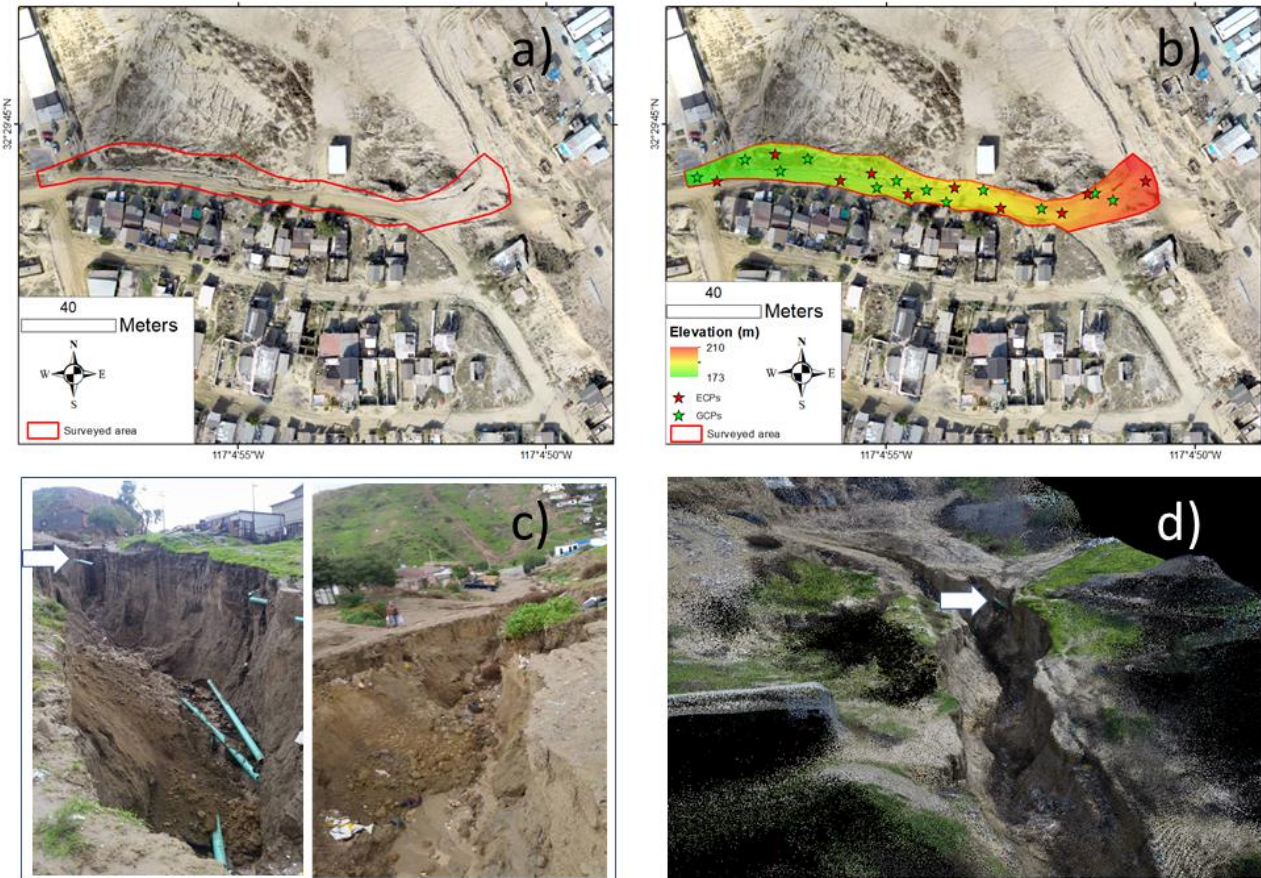 a)
32°29'45"N
40
Meters
N
W E
S
Surveyed area
117°4'55"W
117°4'50"W
b)
32°29'45"N
40
Meters
Elevation (m)
210
173
N
W E
S
ECPs
GCPs
Surveyed area
117°4'55"W
117°4'50"W
c)
d)